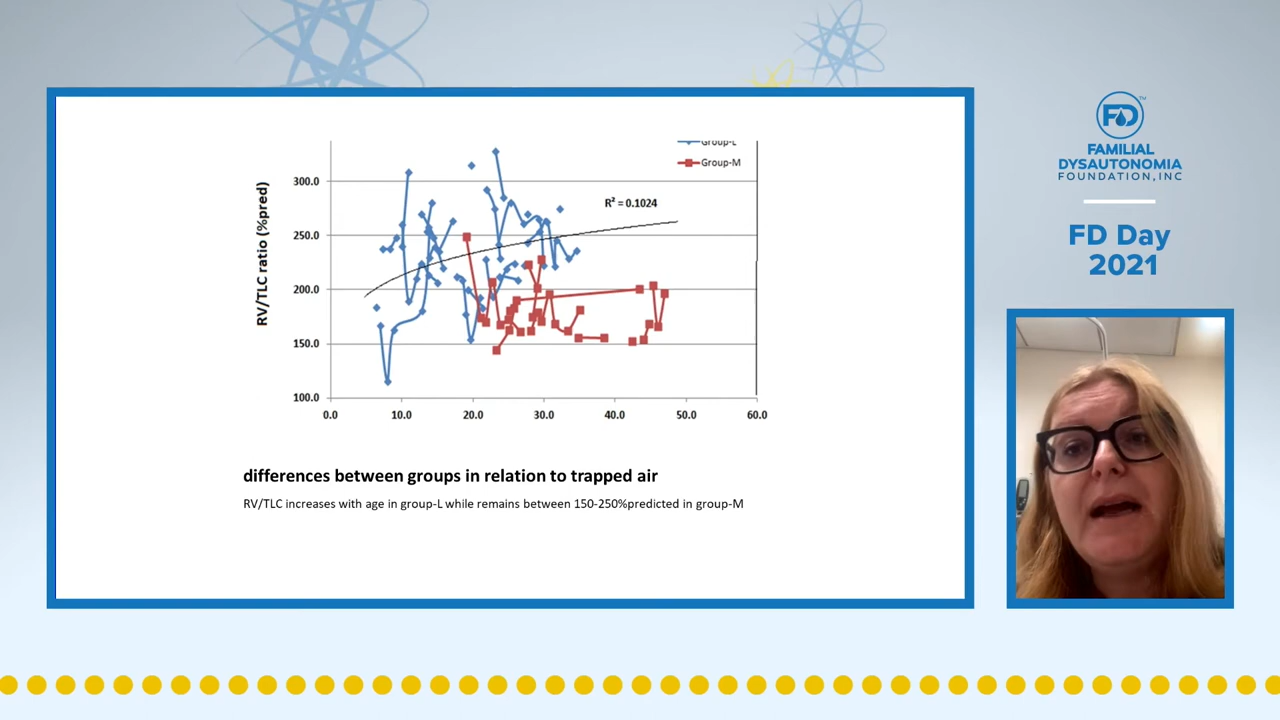 Group-L
Group-M
R² = 0.1024
RV/TLC ratio (%pred)
300.0
250.0
200.0
150.0
100.0
0.0 10.0 20.0 30.0 40.0 50.0 60.0
differences between groups in relation to trapped air
RV/TLC increases with age in group-L while remains between 150-250%predicted in group-M
FD
TM
FAMILIAL
DYSAUTONOMIA
FOUNDATION, INC
FD Day
2021